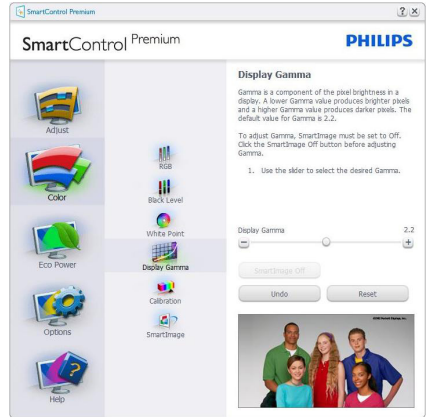 SmartControl Premium
SmartControl Premium
PHILIPS
Adjust
Color
Eco Power
Options
Help
RGB
Black Level
White Point
Display Gamma
Calibration
SmartImage
Display Gamma
Gamma is a component of the pixel brightness in a
display. A lower Gamma value produces brighter pixels
and a higher Gamma value produces darker pixels. The
default value for Gamma is 2.2.
To adjust Gamma, SmartImage must be set to Off.
Click the SmartImage Off button before adjusting
Gamma.
1. Use the slider to select the desired Gamma.
Display Gamma 2.2
SmartImage Off
Undo Reset